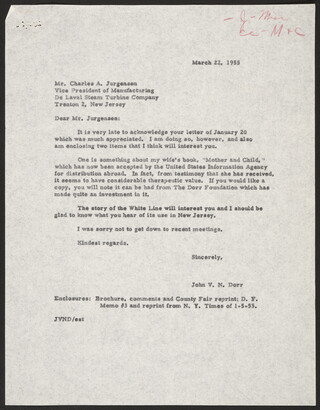 March 22, 1955
Mr. Charles A. Jurgensen
Vice President of Manufacturing
De Laval Steam Turbine Company
Trenton 2, New Jersey
Dear Mr. Jurgensen:
It is very late to acknowledge your letter of January 20
which was much appreciated. I am doing so, however, and also
am enclosing two items that I think will interest you.
One is something about my wife's book, "Mother and Child,"
which has now been accepted by the United States Information Agency
for distribution abroad. In fact, from testimony that she has received,
it seems to have considerable therapeutic value. If you would like a
copy, you will note it can be had from The Dorr Foundation which has
made quite an investment in it.
The story of the White Line will interest you and I should be
glad to know what you hear of its use in New Jersey.
I was sorry not to get down to recent meetings.
Kindest regards.
Sincerely,
John V. N. Dorr
Enclosures: Brochure, comments and County Fair reprint; D. F.
Memo #3 and reprint from N. Y. Times of 1-5-55.
JVND/est